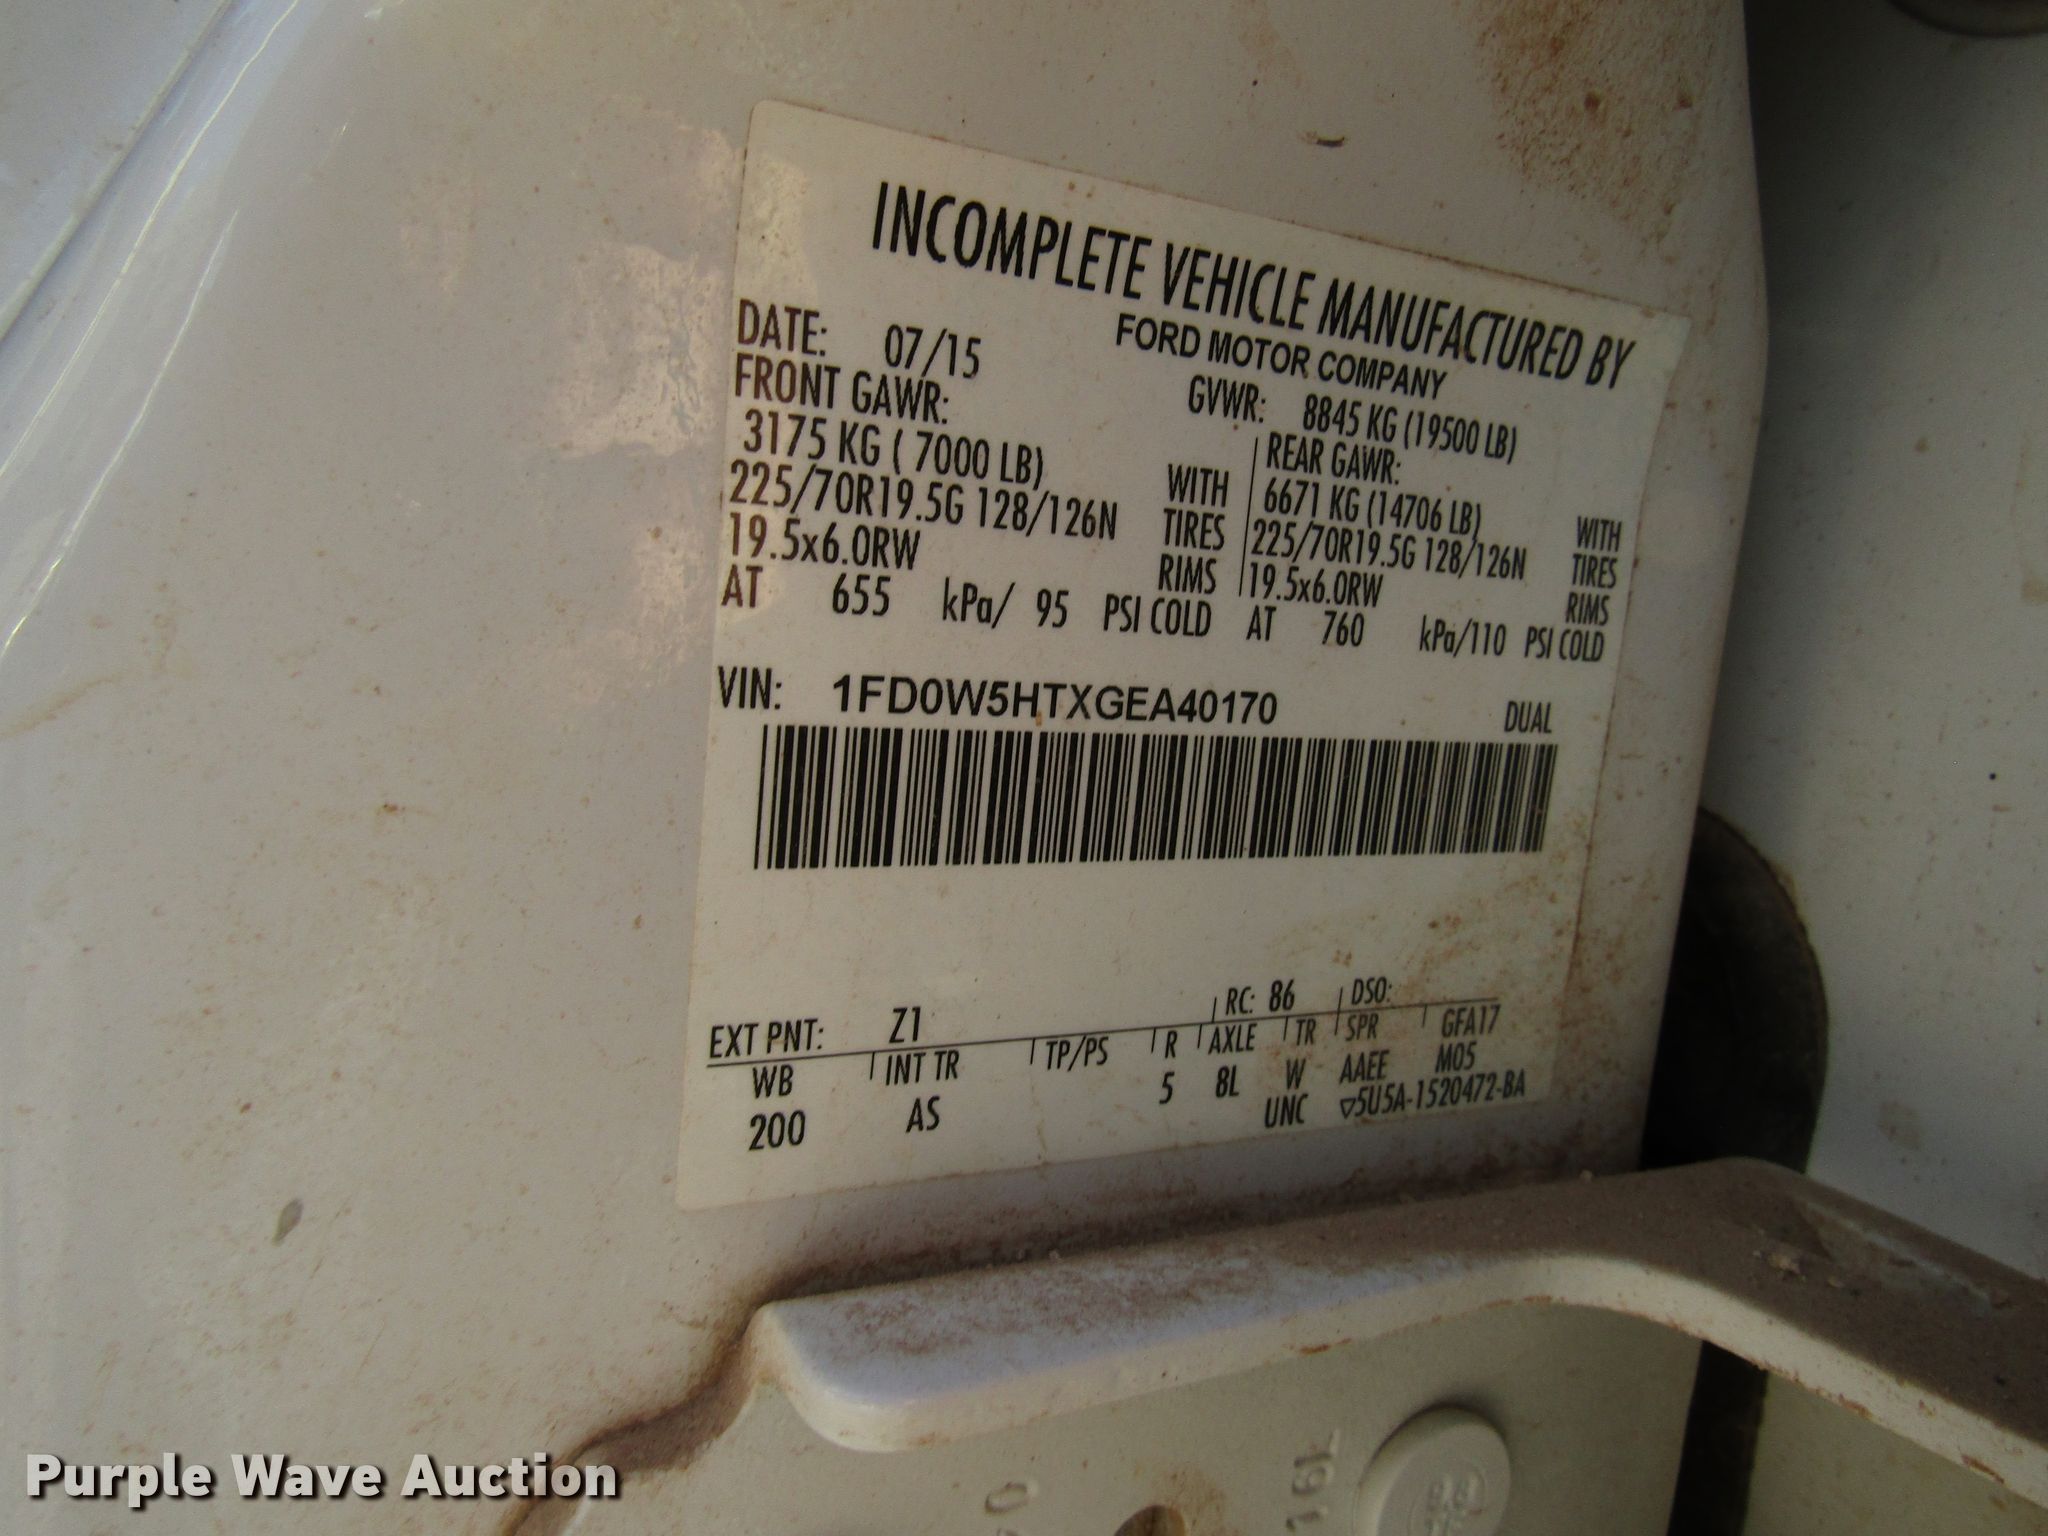 INCOMPLETE VEHICLE MANUFACTURED BY
FORD MOTOR COMPANY
DATE: 07/15 GVWR: 8845 KG (19500 LB)
FRONT GAWR: REAR GAWR:
3175 KG ( 7000 LB) WITH 6671 KG (14706 LB) WITH
225/70R19.5G 128/126N TIRES 225/70R19.5G 128/126N TIRES
19.5x6.0RW RIMS 19.5x6.0RW RIMS
AT 655 kPa/ 95 PSI COLD AT 760 kPa/110 PSI COLD
VIN: 1FD0W5HTXGEA40170 DUAL
EXT PNT: Z1 RC: 86 DSO:
WB INT TR TP/PS R AXLE TR SPR GFA17
200 AS 5 8L W AAEE M05
UNC ▽5U5A-1520472-BA
16L
Purple Wave Auction